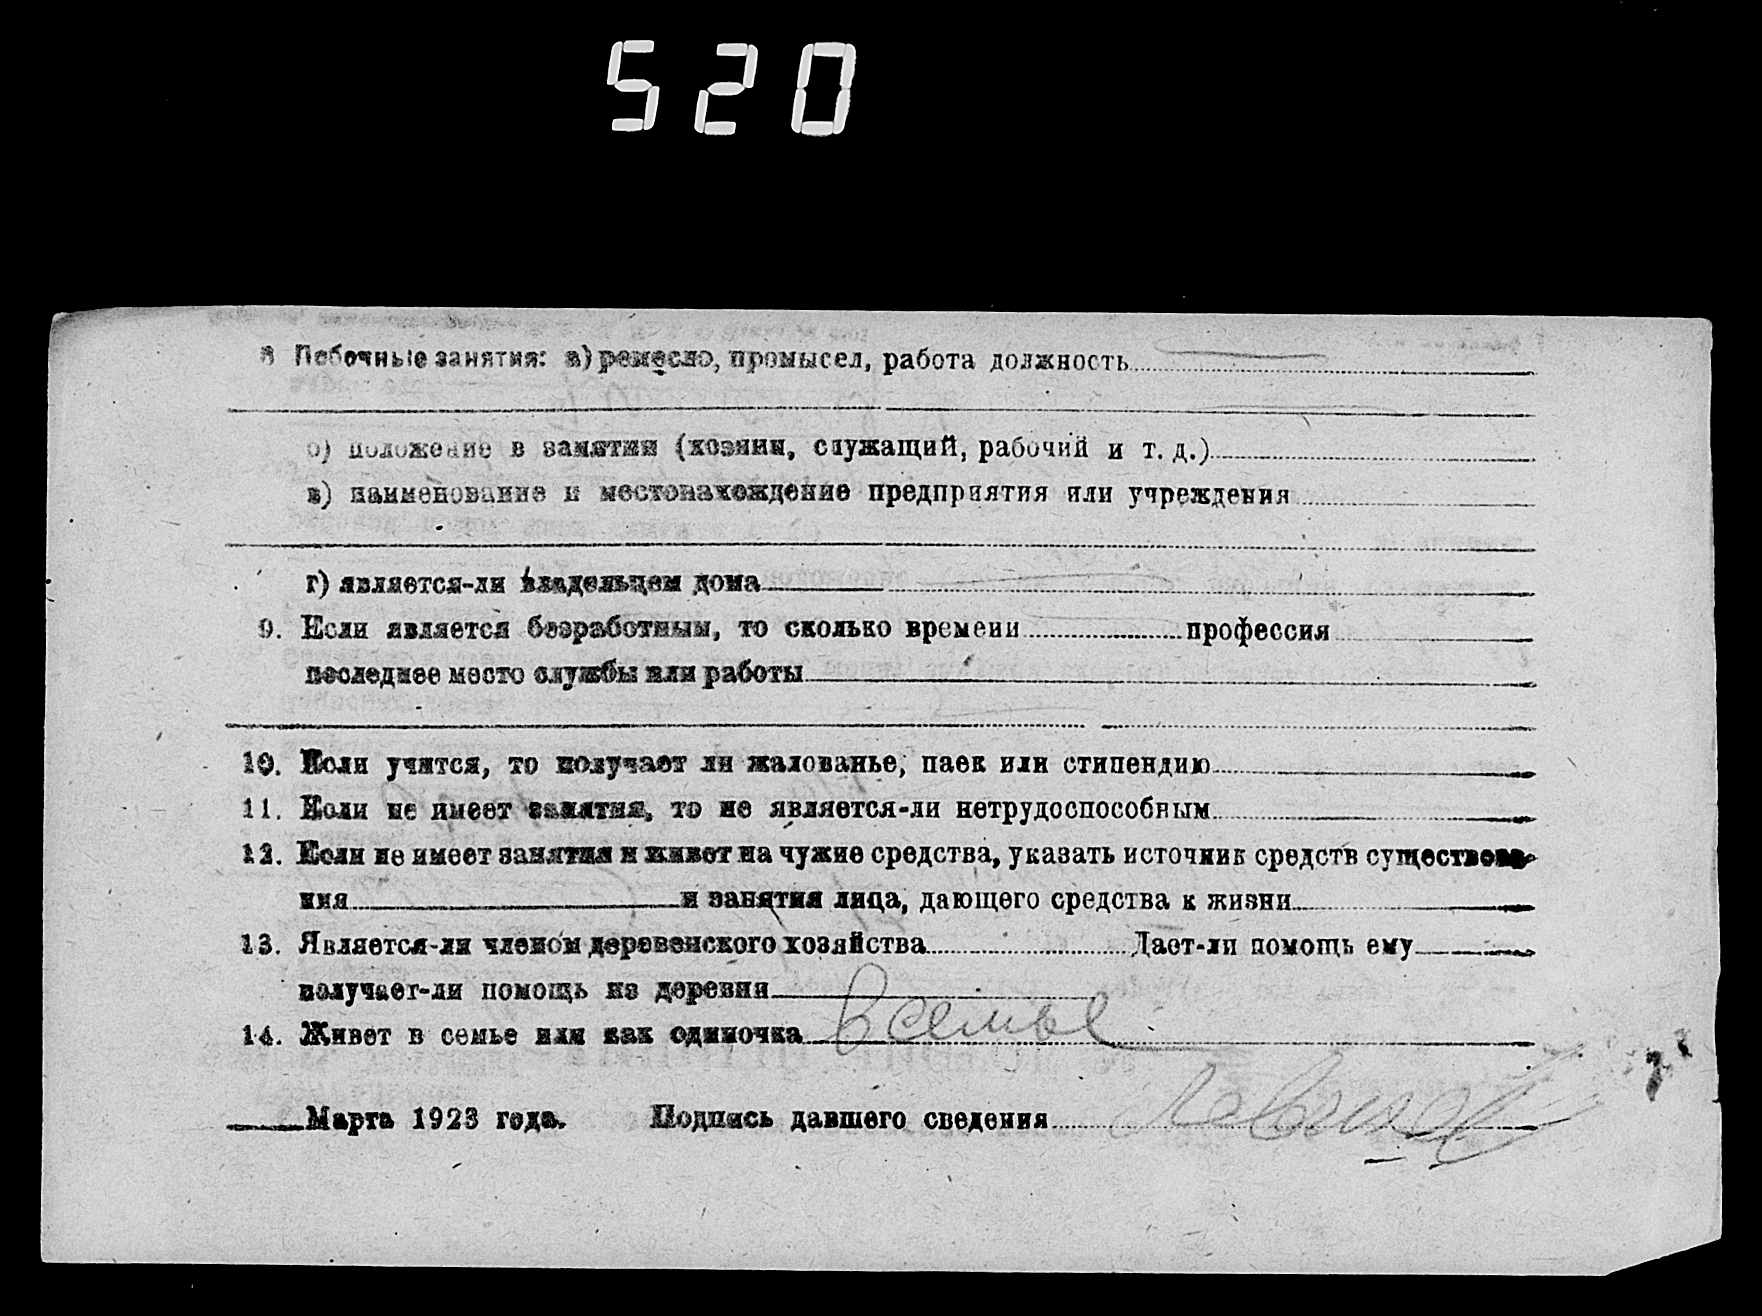 520
8 Побочные занятия: а) ремесло, промысел, работа должность
б) положение в занятии (хозяин, служащий, рабочий и т. д.)
в) наименование и местонахождение предприятия или учреждения
г) является-ли владельцем дома
9. Если является безработным, то сколько времени профессия
последнее место службы или работы
10. Если учится, то получает ли жалованье, паек или стипендию
11. Если не имеет занятия, то не является-ли нетрудоспособным
12. Если не имеет занятия и живет на чужие средства, указать источник средств существова-
ния и занятия лица, дающего средства к жизни
13. Является-ли членом деревенского хозяйства Дает-ли помощь ему
получает-ли помощь из деревни
14. Живет в семье или как одиночка в семье
Марта 1923 года. Подпись давшего сведения